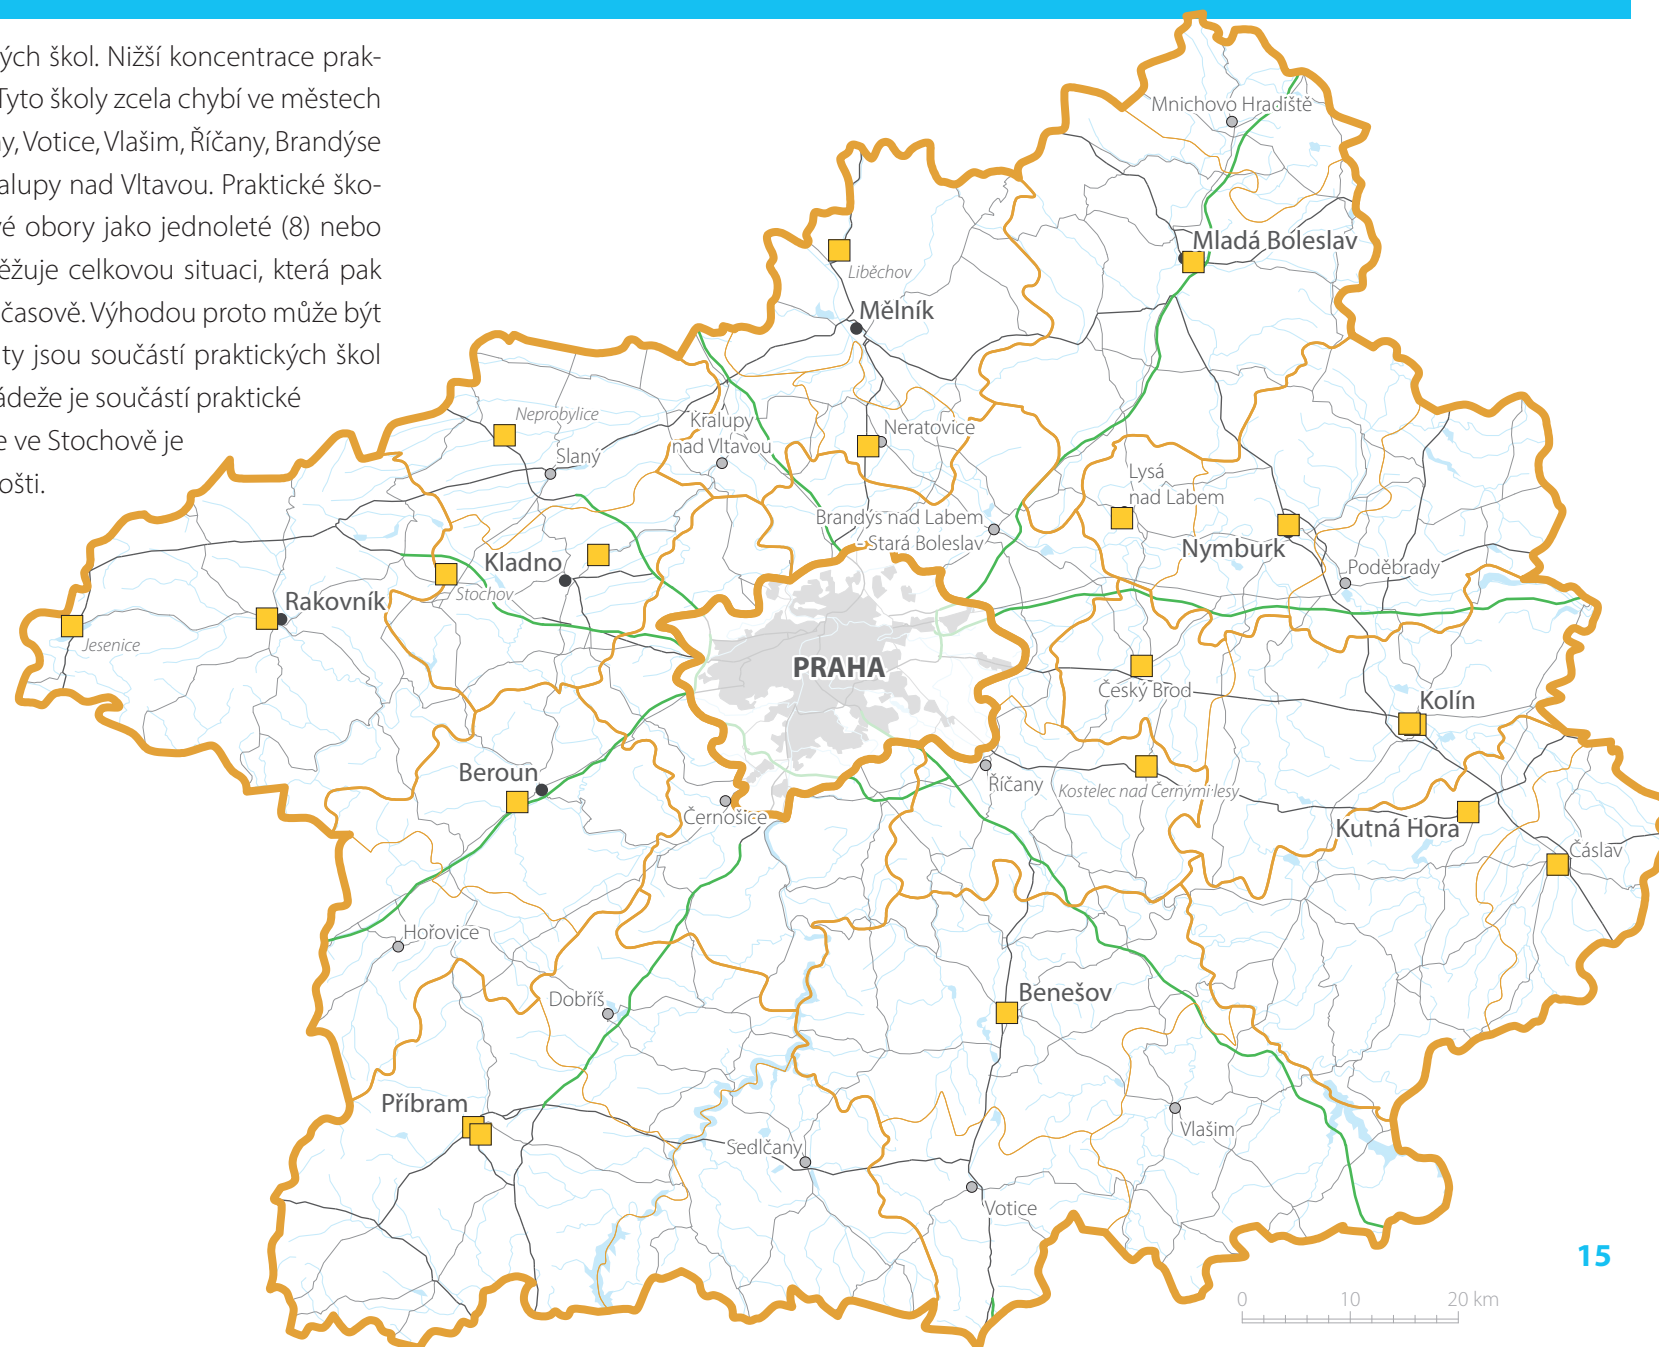 ých škol. Nižší koncentrace prak-
Tyto školy zcela chybí ve městech
y, Votice, Vlašim, Říčany, Brandýse
alupy nad Vltavou. Praktické ško-
vé obory jako jednoleté (8) nebo
ěžuje celkovou situaci, která pak
časově. Výhodou proto může být
ty jsou součástí praktických škol
ádeže je součástí praktické
e ve Stochově je
ošti.
Mnichovo Hradiště
Mladá Boleslav
Liběchov
Mělník
Neprobylice
Kralupy
nad Vltavou
Neratovice
Slaný
Lysá
nad Labem
Brandýs nad Labem
- Stará Boleslav
Nymburk
Kladno
Poděbrady
Stochov
Rakovník
Jesenice
PRAHA
Český Brod
Kolín
Beroun
Říčany
Kostelec nad Černými lesy
Černošice
Kutná Hora
Čáslav
Hořovice
Dobříš
Benešov
Příbram
Vlašim
Sedlčany
Votice
15
0 10 20 km